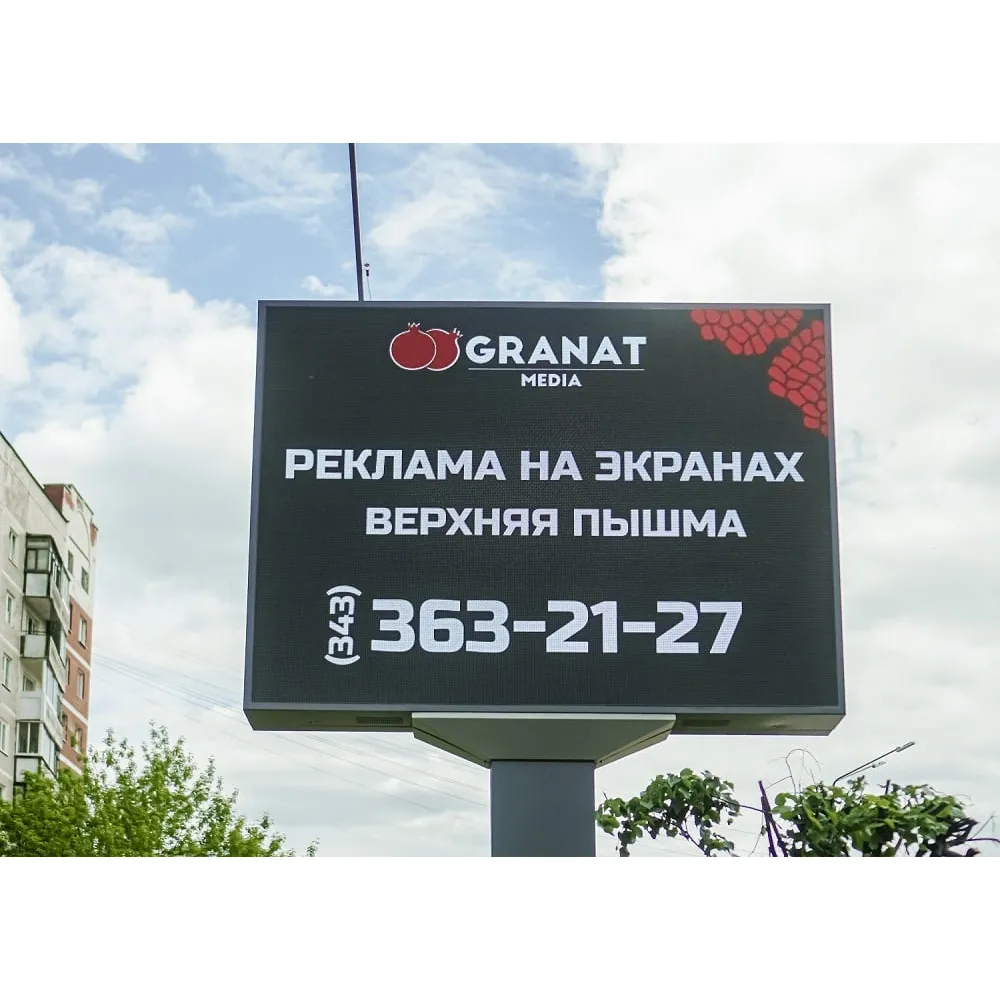 GRANAT
MEDIA
РЕКЛАМА НА ЭКРАНАХ
ВЕРХНЯЯ ПЫШМА
(343) 363-21-27